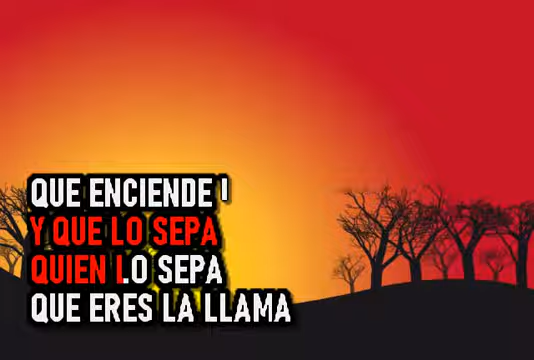 QUE ENCIENDE
Y QUE LO SEPA
QUIEN LO SEPA
QUE ERES LA LLAMA